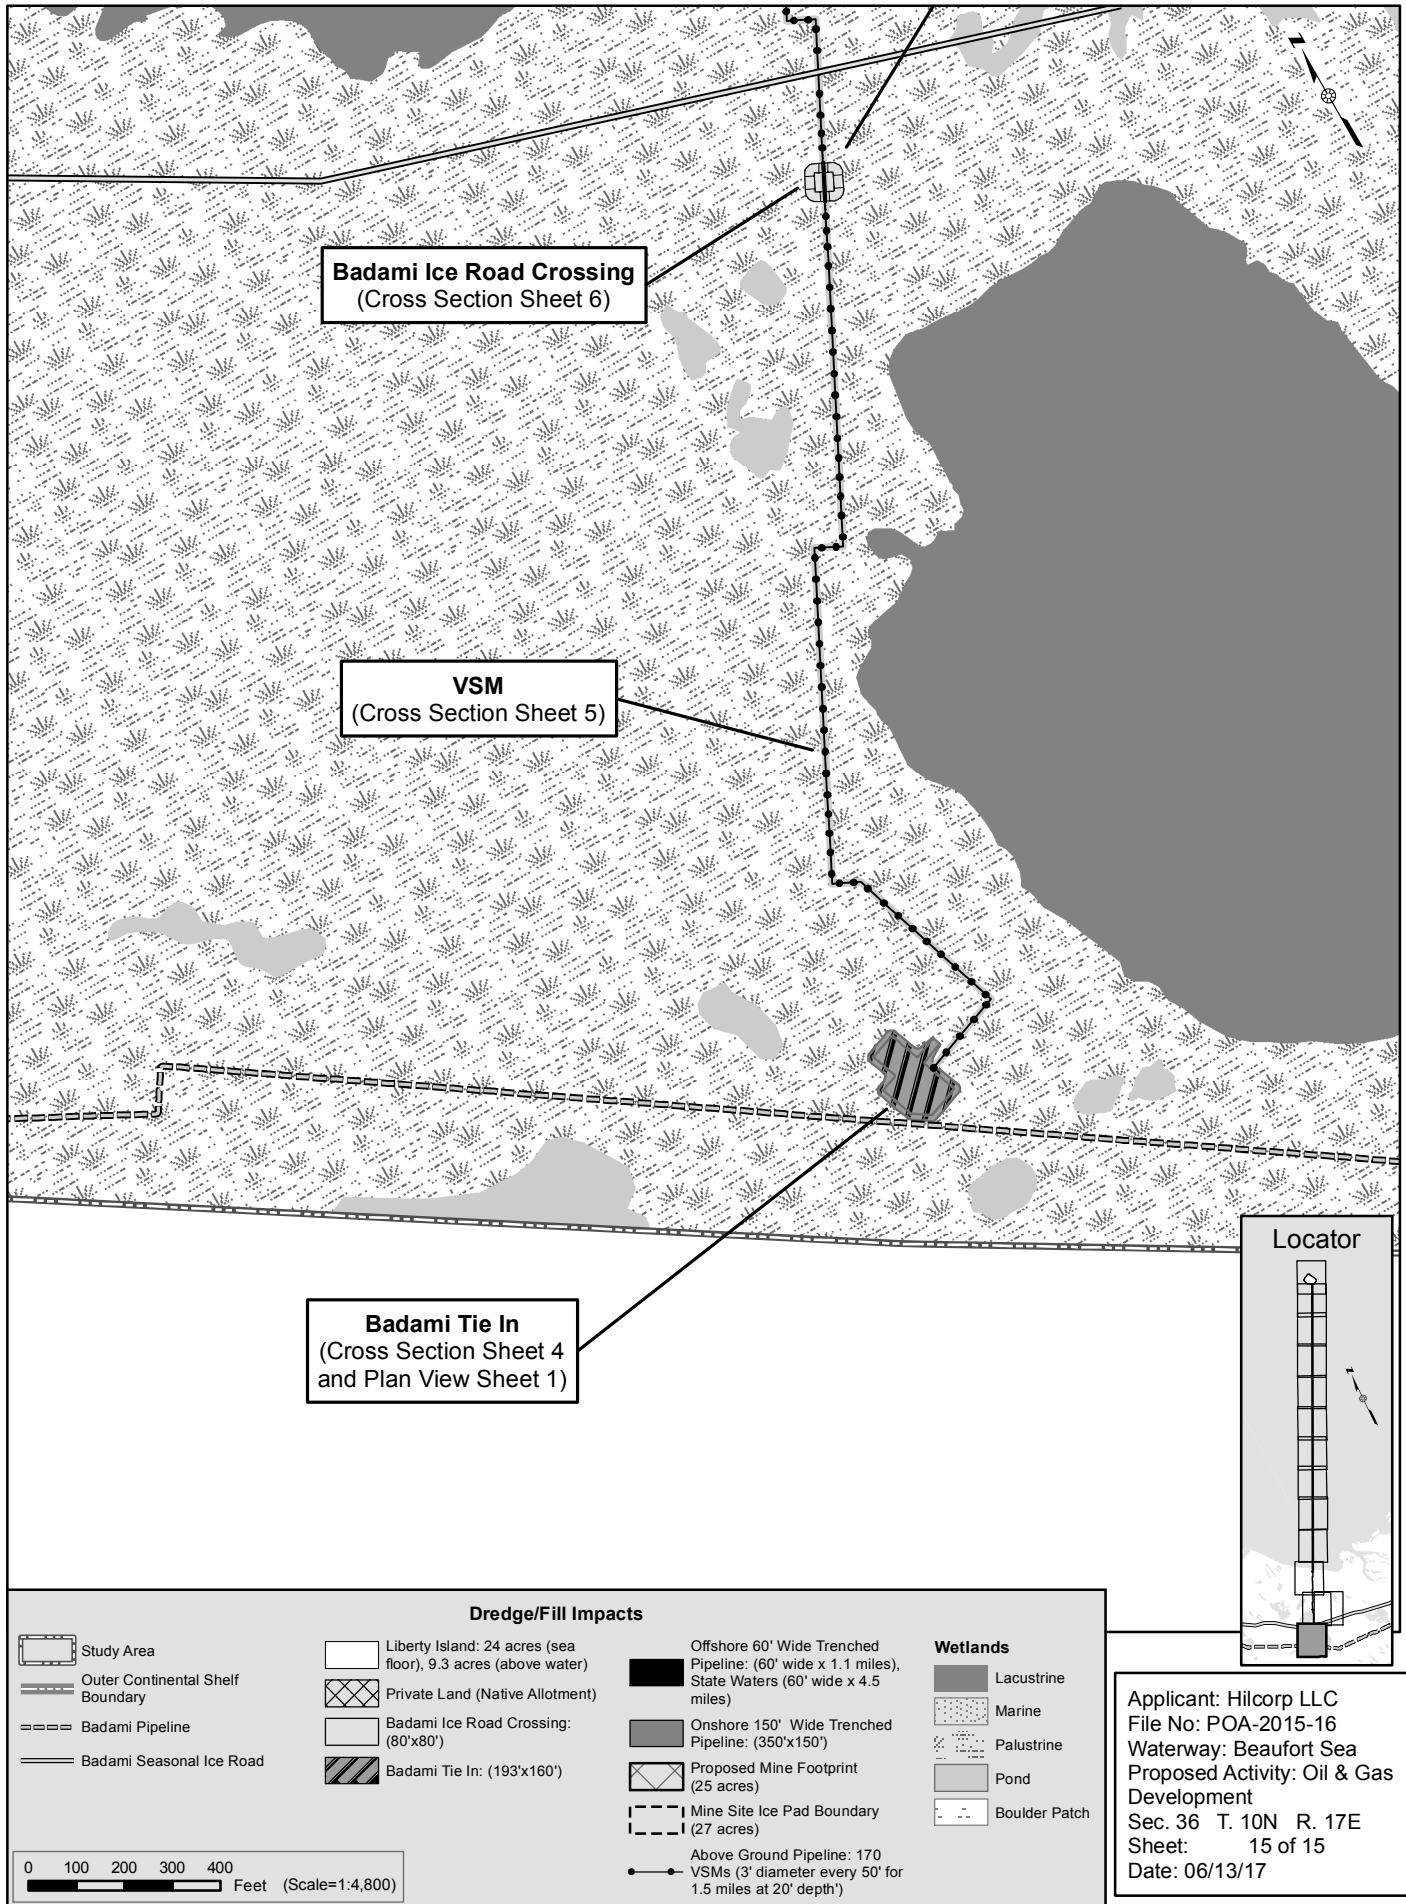 N
Badami Ice Road Crossing
(Cross Section Sheet 6)
VSM
(Cross Section Sheet 5)
Badami Tie In
(Cross Section Sheet 4
and Plan View Sheet 1)
Locator
N
Dredge/Fill Impacts
Study Area
Outer Continental Shelf
Boundary
Badami Pipeline
Badami Seasonal Ice Road
Liberty Island: 24 acres (sea
floor), 9.3 acres (above water)
Private Land (Native Allotment)
Badami Ice Road Crossing:
(80'x80')
Badami Tie In: (193'x160')
Offshore 60' Wide Trenched
Pipeline: (60' wide x 1.1 miles),
State Waters (60' wide x 4.5
miles)
Onshore 150' Wide Trenched
Pipeline: (350'x150')
Proposed Mine Footprint
(25 acres)
Mine Site Ice Pad Boundary
(27 acres)
Above Ground Pipeline: 170
VSMs (3' diameter every 50' for
1.5 miles at 20' depth')
Wetlands
Lacustrine
Marine
Palustrine
Pond
Boulder Patch
0 100 200 300 400
Feet (Scale=1:4,800)
Applicant: Hilcorp LLC
File No: POA-2015-16
Waterway: Beaufort Sea
Proposed Activity: Oil & Gas
Development
Sec. 36 T. 10N R. 17E
Sheet: 15 of 15
Date: 06/13/17